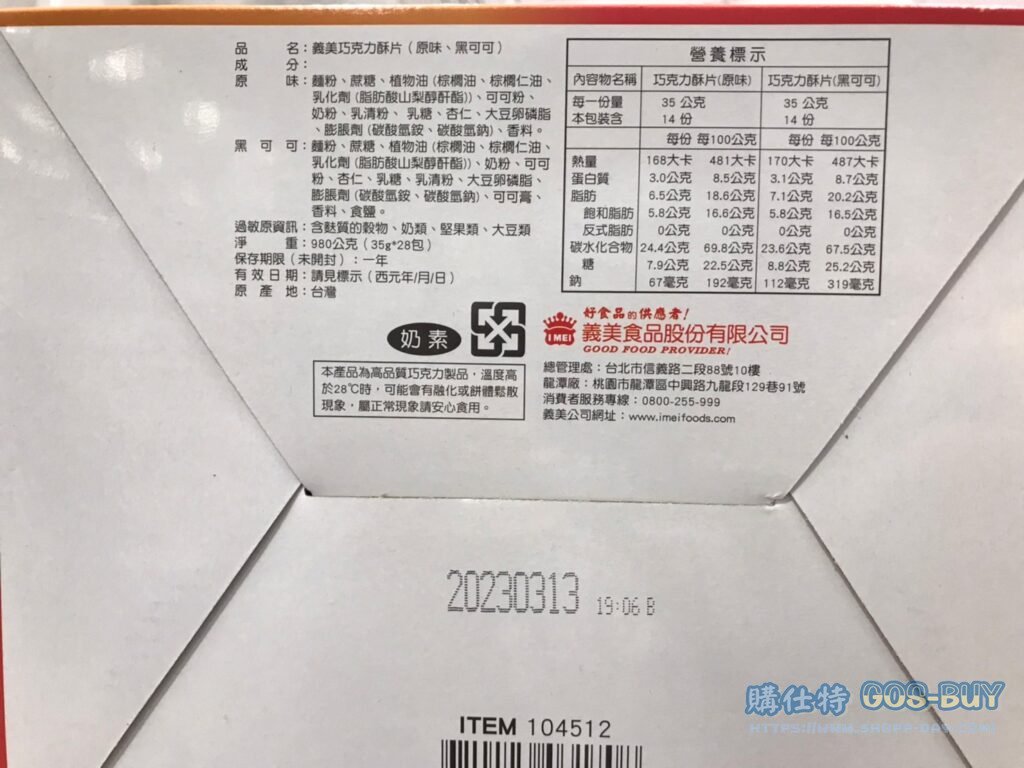 品名：義美巧克力酥片（原味、黑可可）
成分：
原味：麵粉、蔗糖、植物油（棕櫚油、棕櫚仁油、
乳化劑（脂肪酸山梨醇酐酯））、可可粉、
奶粉、乳清粉、乳糖、杏仁、大豆卵磷脂
、膨脹劑（碳酸氫銨、碳酸氫鈉）、香料。
黑可可：麵粉、蔗糖、植物油（棕櫚油、棕櫚仁油、
乳化劑（脂肪酸山梨醇酐酯））、奶粉、可可
粉、杏仁、乳糖、乳清粉、大豆卵磷脂、
膨脹劑（碳酸氫銨、碳酸氫鈉）、可可膏、
香料、食鹽。
過敏原資訊：含麩質的穀物、奶類、堅果類、大豆類
淨重：980公克（35g*28包）
保存期限（未開封）：一年
有效日期：請見標示（西元年/月/日）
原產地：台灣
營養標示
內容物名稱 巧克力酥片(原味) 巧克力酥片(黑可可)
每一份量 35 公克 35 公克
本包裝含 14 份 14 份
每份 每100公克 每份 每100公克
熱量 168大卡 481大卡 170大卡 487大卡
蛋白質 3.0公克 8.5公克 3.1公克 8.7公克
脂肪 6.5公克 18.6公克 7.1公克 20.2公克
飽和脂肪 5.8公克 16.6公克 5.8公克 16.5公克
反式脂肪 0公克 0公克 0公克 0公克
碳水化合物 24.4公克 69.8公克 23.6公克 67.5公克
糖 7.9公克 22.5公克 8.8公克 25.2公克
鈉 67毫克 192毫克 112毫克 319毫克
奶素
本產品為高品質巧克力製品，溫度高
於28℃時，可能會有融化或餅體鬆散
現象，屬正常現象請安心食用。
IMEI
好食品的供應者！
義美食品股份有限公司
GOOD FOOD PROVIDER!
總管理處：台北市信義路二段88號10樓
龍潭廠：桃園市龍潭區中興路九龍段129巷91號
消費者服務專線：0800-255-999
義美公司網址：www.imeifoods.com
20230313 19:06 B
ITEM 104512
購仕特 GOS-BUY
HTTPS://WWW.SHOPP-DAY.COM